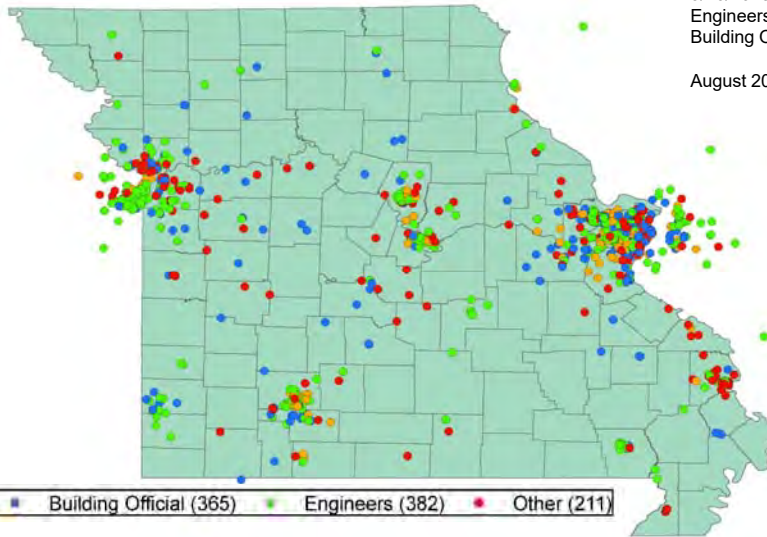 Engineers
Building O
August 20
Building Official (365) Engineers (382) Other (211)